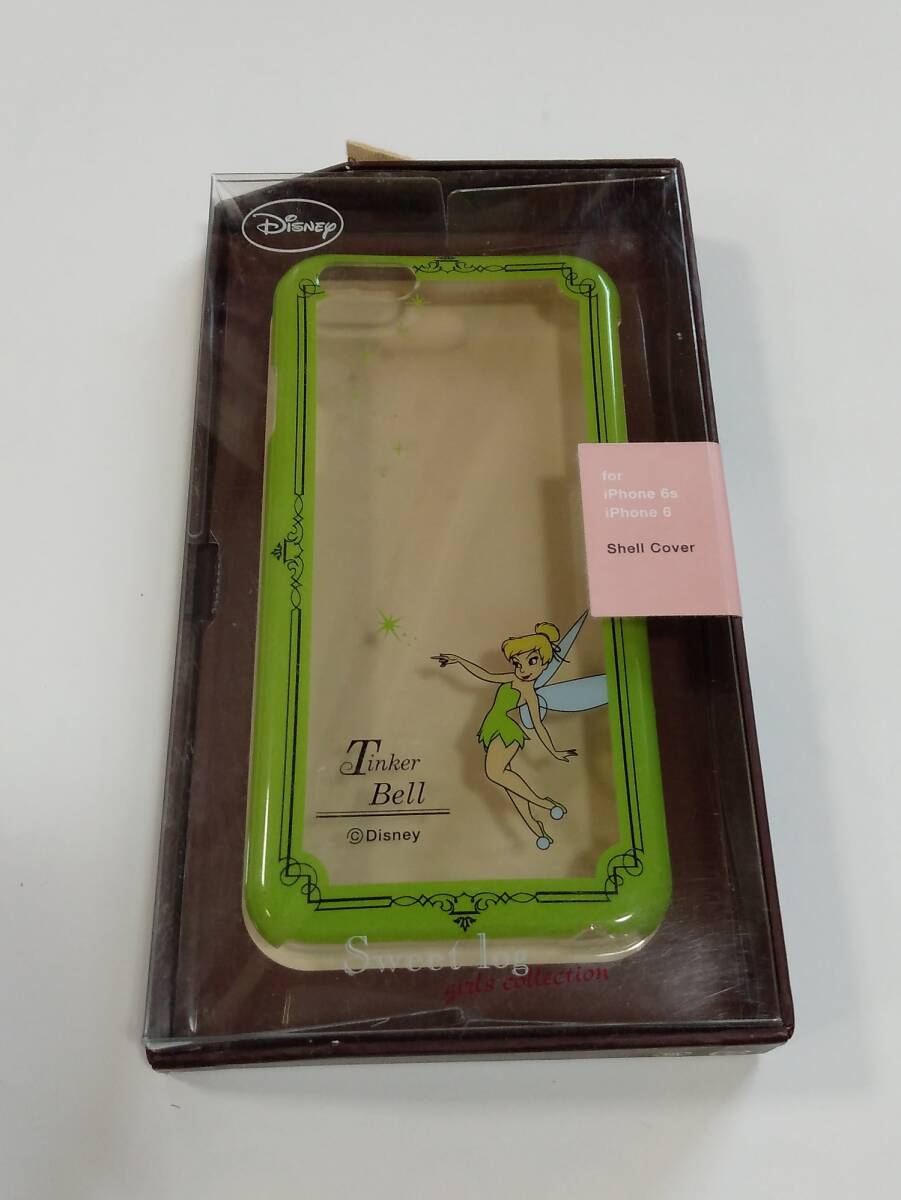 Disney
for
iPhone 6s
iPhone 6
Shell Cover
Tinker
Bell
©Disney
Sweet log
girls collection